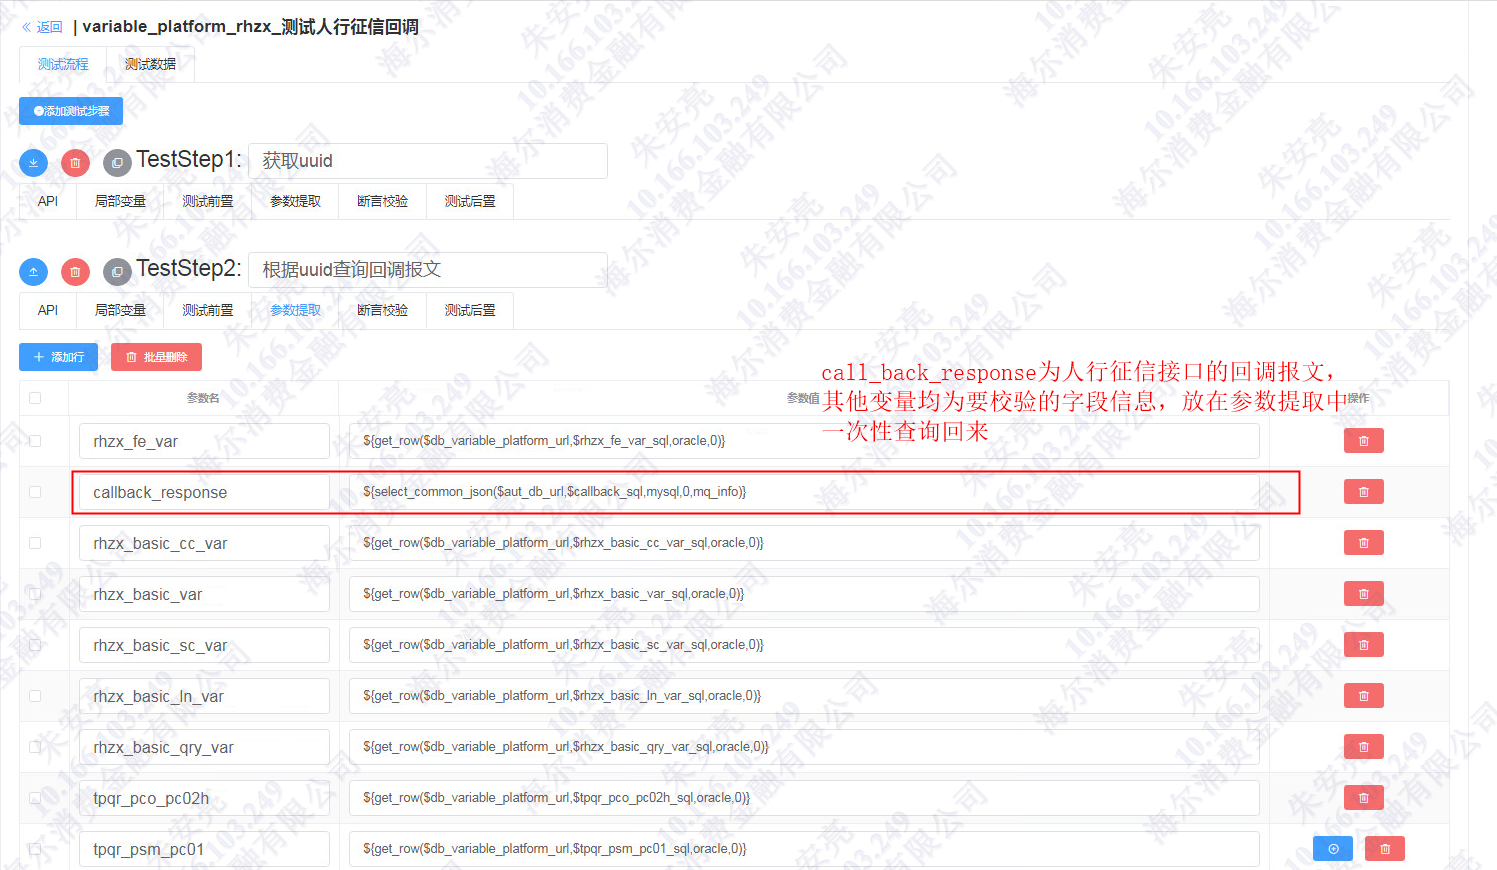 « 返回 | variable_platform_rhzx_测试人行征信回调
测试流程 测试数据
添加测试步骤
TestStep1: 获取uuid
API 局部变量 测试前置 参数提取 断言校验 测试后置
TestStep2: 根据uuid查询回调报文
API 局部变量 测试前置 参数提取 断言校验 测试后置
+ 添加行 批量删除
参数名 参数值 操作
call_back_response为人行征信接口的回调报文，
其他变量均为要校验的字段信息，放在参数提取中
一次性查询回来
rhzx_fe_var ${get_row($db_variable_platform_url,$rhzx_fe_var_sql,oracle,0)}
callback_response ${select_common_json($aut_db_url,$callback_sql,mysql,0,mq_info)}
rhzx_basic_cc_var ${get_row($db_variable_platform_url,$rhzx_basic_cc_var_sql,oracle,0)}
rhzx_basic_var ${get_row($db_variable_platform_url,$rhzx_basic_var_sql,oracle,0)}
rhzx_basic_sc_var ${get_row($db_variable_platform_url,$rhzx_basic_sc_var_sql,oracle,0)}
rhzx_basic_ln_var ${get_row($db_variable_platform_url,$rhzx_basic_ln_var_sql,oracle,0)}
rhzx_basic_qry_var ${get_row($db_variable_platform_url,$rhzx_basic_qry_var_sql,oracle,0)}
tpqr_pco_pc02h ${get_row($db_variable_platform_url,$tpqr_pco_pc02h_sql,oracle,0)}
tpqr_psm_pc01 ${get_row($db_variable_platform_url,$tpqr_psm_pc01_sql,oracle,0)}
朱安亮
10.166.103.249
海尔消费金融有限公司